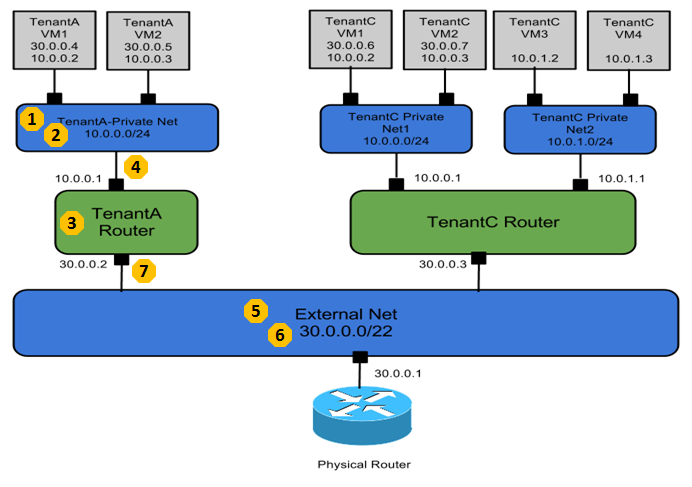 TenantA
VM1
30.0.0.4
10.0.0.2
TenantA
VM2
30.0.0.5
10.0.0.3
TenantC
VM1
30.0.0.6
10.0.0.2
TenantC
VM2
30.0.0.7
10.0.0.3
TenantC
VM3
10.0.1.2
TenantC
VM4
10.0.1.3
1
TenantA-Private Net
2
10.0.0.0/24
TenantC Private
Net1
10.0.0.0/24
TenantC Private
Net2
10.0.1.0/24
4
10.0.0.1
10.0.0.1
10.0.1.1
3
TenantA
Router
TenantC Router
30.0.0.2
7
30.0.0.3
5
External Net
6
30.0.0.0/22
30.0.0.1
Physical Router